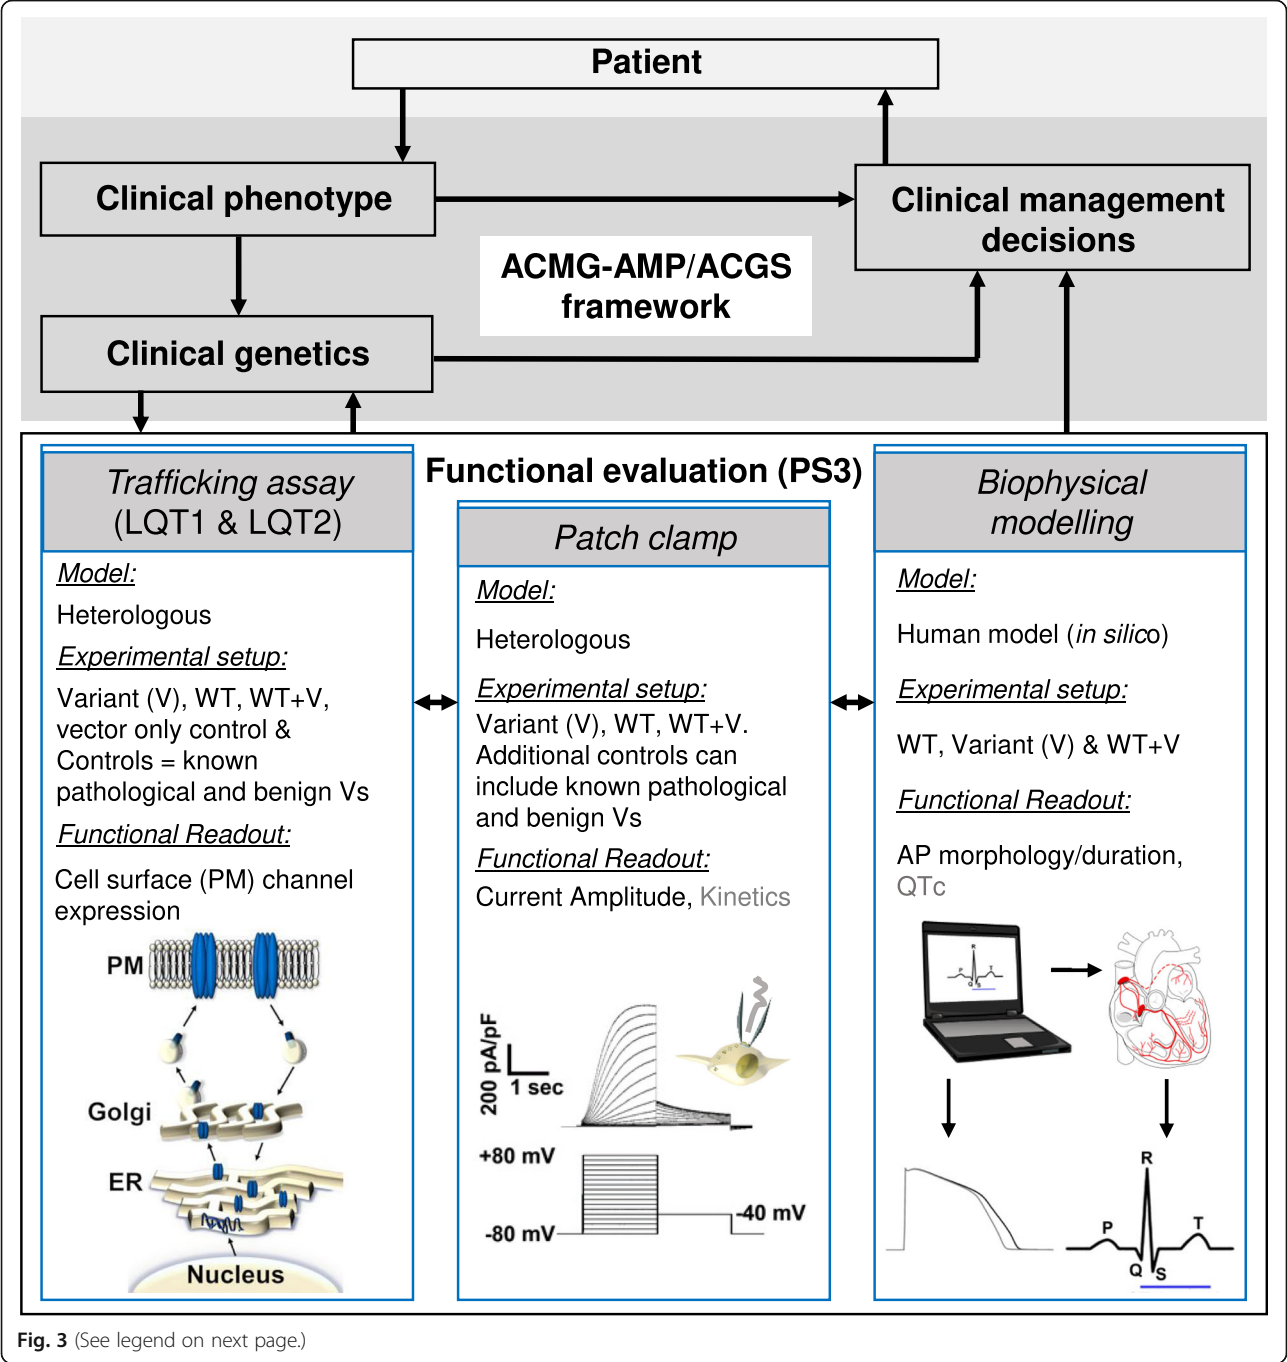 Patient
Clinical phenotype
Clinical management
decisions
ACMG-AMP/ACGS
framework
Clinical genetics
Functional evaluation (PS3)
Trafficking assay
(LQT1 & LQT2)
Model:
Heterologous
Experimental setup:
Variant (V), WT, WT+V,
vector only control &
Controls = known
pathological and benign Vs
Functional Readout:
Cell surface (PM) channel
expression
PM
Golgi
ER
Nucleus
Patch clamp
Model:
Heterologous
Experimental setup:
Variant (V), WT, WT+V.
Additional controls can
include known pathological
and benign Vs
Functional Readout:
Current Amplitude, Kinetics
200 pA/pF
1 sec
+80 mV
-40 mV
-80 mV
Biophysical
modelling
Model:
Human model (in silico)
Experimental setup:
WT, Variant (V) & WT+V
Functional Readout:
AP morphology/duration,
QTc
R
P
T
Q
S
R
P
T
Q
S
Fig. 3 (See legend on next page.)